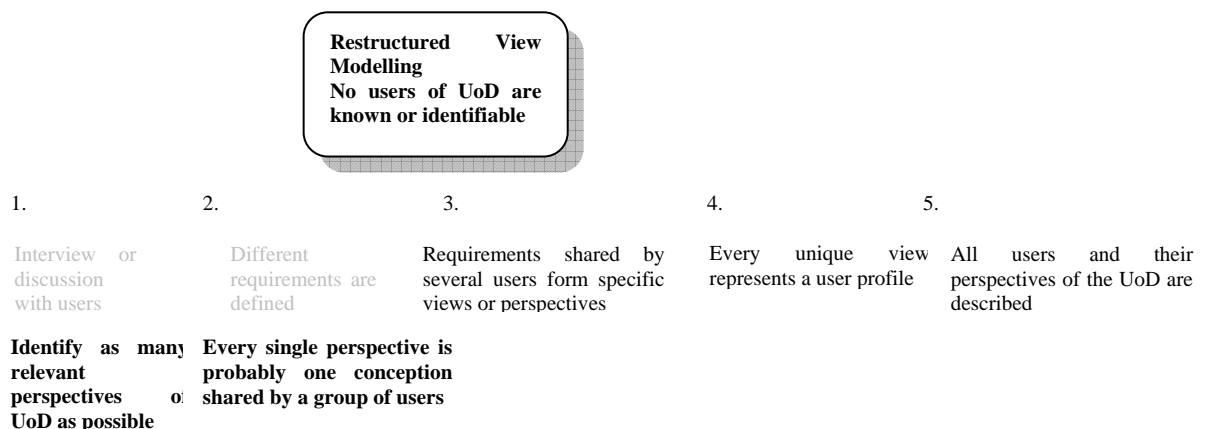 Restructured View
Modelling
No users of UoD are
known or identifiable
1. 2. 3. 4. 5.
Interview or
discussion
with users
Different
requirements are
defined
Requirements shared by
several users form specific
views or perspectives
Every unique view
represents a user profile
All users and their
perspectives of the UoD are
described
Identify as many
relevant
perspectives of
UoD as possible
Every single perspective is
probably one conception
shared by a group of users